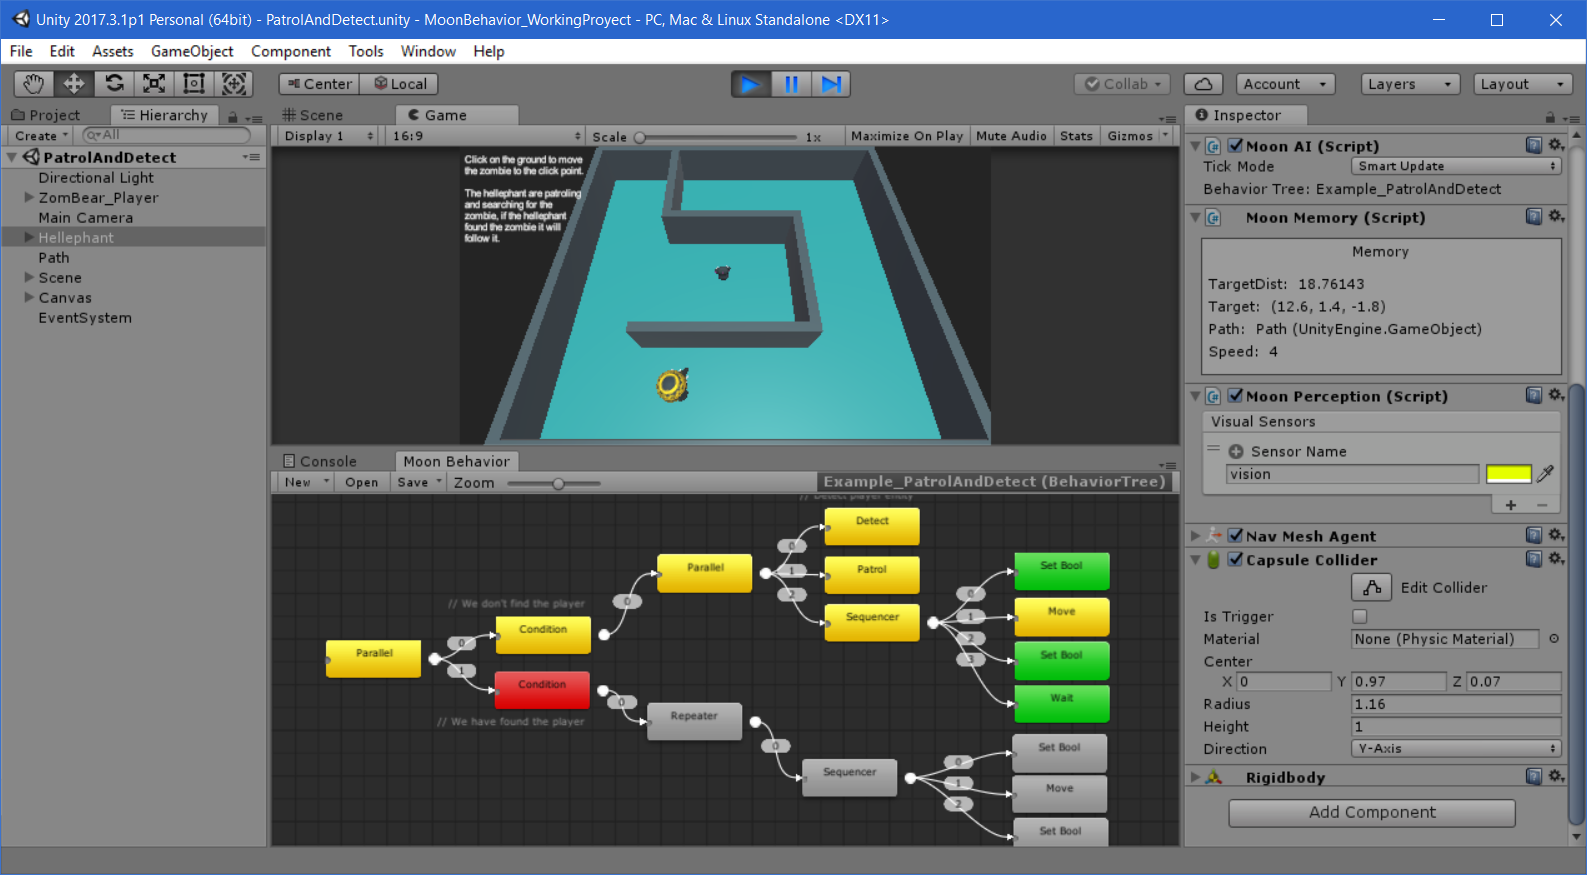 Unity 2017.3.1p1 Personal (64bit) - PatrolAndDetect.unity - MoonBehavior_WorkingProyect - PC, Mac & Linux Standalone <DX11>
File Edit Assets GameObject Component Tools Window Help
Center Local
Collab Account Layers Layout
Project Hierarchy
Create All
PatrolAndDetect
Directional Light
ZomBear_Player
Main Camera
Hellephant
Path
Scene
Canvas
EventSystem
Scene Game
Display 1 16:9 Scale 1x Maximize On Play Mute Audio Stats Gizmos
Click on the ground to move
the zombie to the click point.
The hellephant are patroling
and searching for the
zombie, if the hellephant
found the zombie it will
follow it.
Console Moon Behavior
New Open Save Zoom Example_PatrolAndDetect (BehaviorTree)
// Detect player entity
Detect
Parallel
0
1
2
Patrol
Sequencer
// We don't find the player
0
Condition
Parallel
0
1
Condition
// We have found the player
0
Repeater
0
Sequencer
0
1
2
3
Set Bool
Move
Set Bool
Wait
0
1
2
Set Bool
Move
Set Bool
Inspector
Moon AI (Script)
Tick Mode Smart Update
Behavior Tree: Example_PatrolAndDetect
Moon Memory (Script)
Memory
TargetDist: 18.76143
Target: (12.6, 1.4, -1.8)
Path: Path (UnityEngine.GameObject)
Speed: 4
Moon Perception (Script)
Visual Sensors
Sensor Name
vision
+ −
Nav Mesh Agent
Capsule Collider
Edit Collider
Is Trigger
Material None (Physic Material)
Center
X 0 Y 0.97 Z 0.07
Radius 1.16
Height 1
Direction Y-Axis
Rigidbody
Add Component